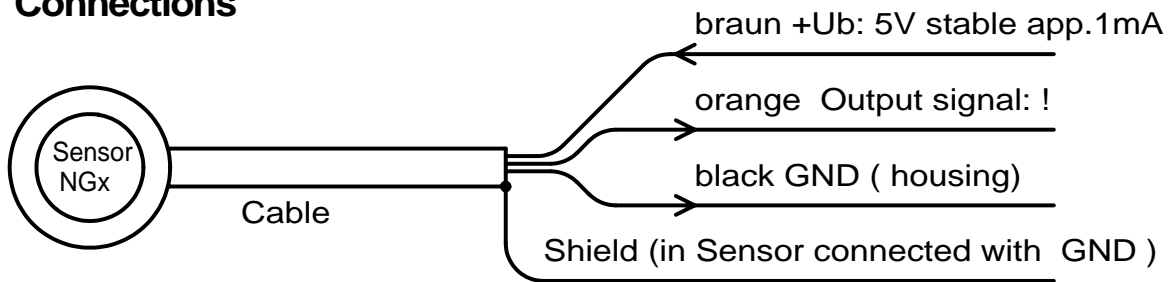 Connections
braun +Ub: 5V stable app.1mA
orange Output signal: !
Sensor
NGx
black GND ( housing)
Cable
Shield (in Sensor connected with GND )